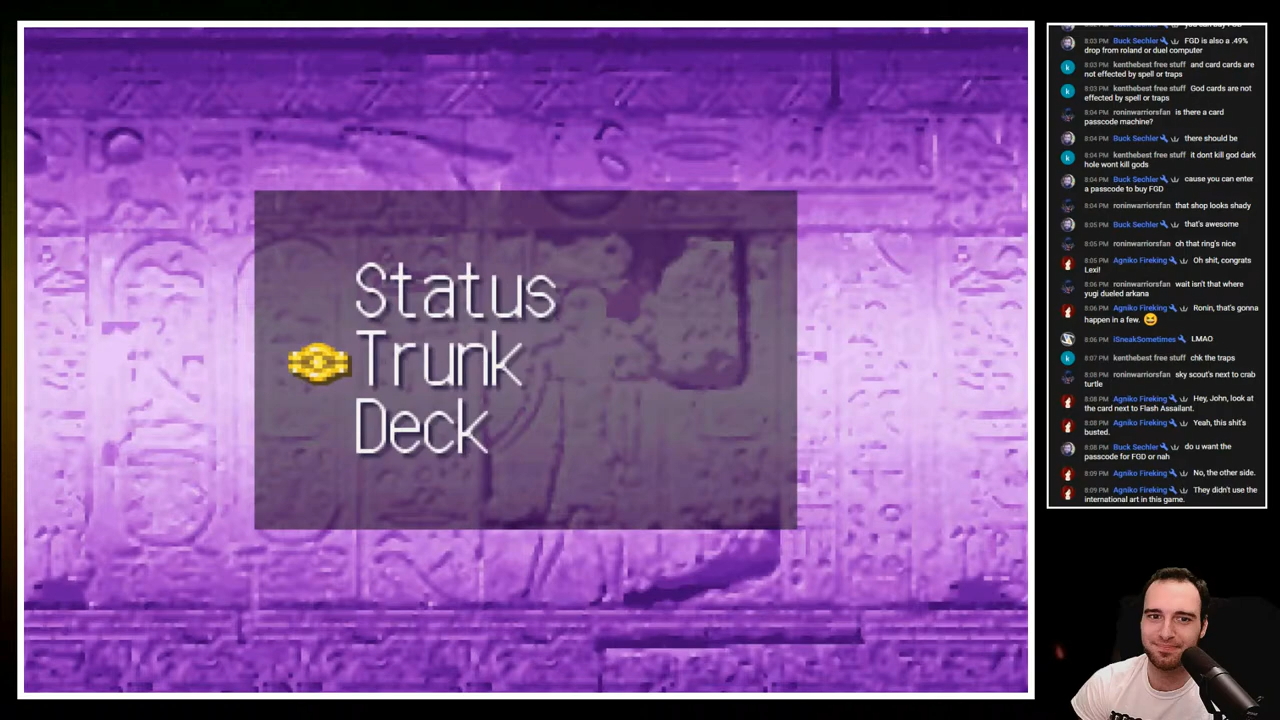 Status
Trunk
Deck
8:03 PM Buck Sechler FGD is also a .49%
drop from roland or duel computer
8:03 PM kenthebest free stuff and card cards are
not effected by spell or traps
8:03 PM kenthebest free stuff God cards are not
effected by spell or traps
8:04 PM roninwarriorsfan is there a card
passcode machine?
8:04 PM Buck Sechler there should be
8:04 PM kenthebest free stuff it dont kill god dark
hole wont kill gods
8:04 PM Buck Sechler cause you can enter
a passcode to buy FGD
8:04 PM roninwarriorsfan that shop looks shady
8:05 PM Buck Sechler that's awesome
8:05 PM roninwarriorsfan oh that ring's nice
8:05 PM Agniko Fireking Oh shit, congrats
Lexi!
8:06 PM roninwarriorsfan wait isn't that where
yugi dueled arkana
8:06 PM Agniko Fireking Ronin, that's gonna
happen in a few.
8:06 PM iSneakSometimes LMAO
8:07 PM kenthebest free stuff chk the traps
8:08 PM roninwarriorsfan sky scout's next to crab
turtle
8:08 PM Agniko Fireking Hey, John, look at
the card next to Flash Assailant.
8:08 PM Agniko Fireking Yeah, this shit's
busted.
8:08 PM Buck Sechler do u want the
passcode for FGD or nah
8:09 PM Agniko Fireking No, the other side.
8:09 PM Agniko Fireking They didn't use the
international art in this game.